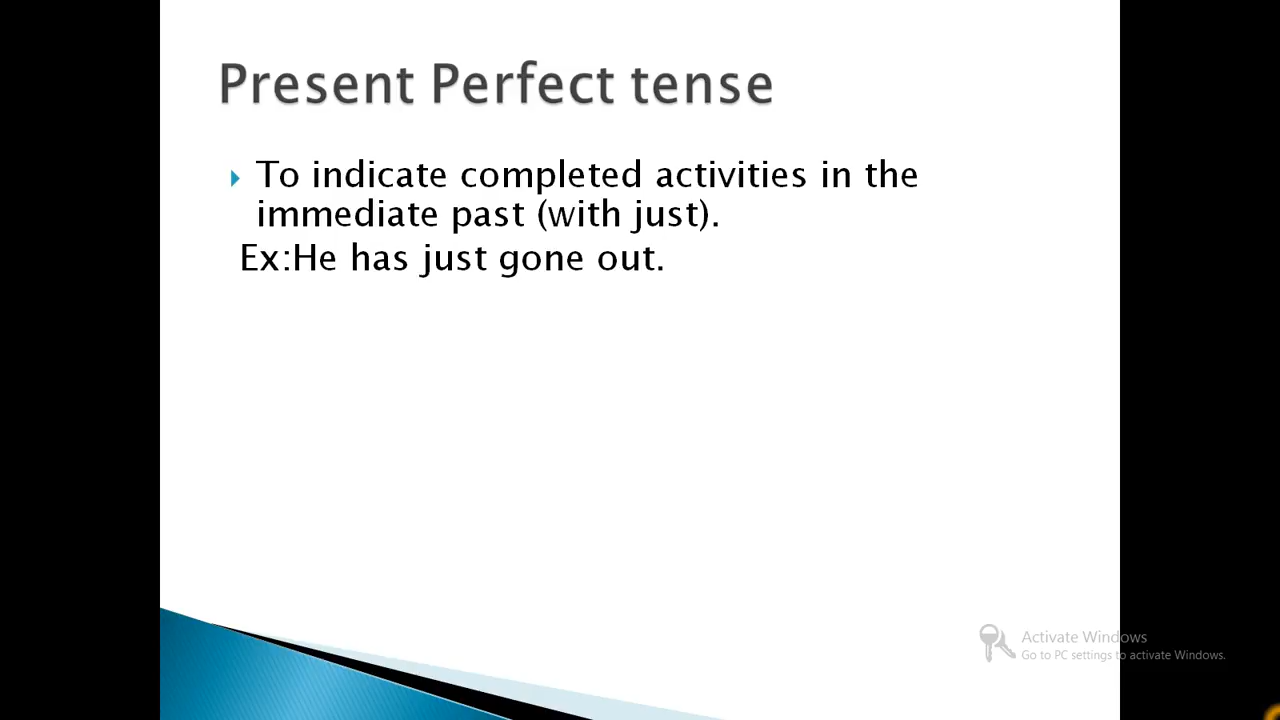 Present Perfect tense
To indicate completed activities in the
immediate past (with just).
Ex:He has just gone out.
Activate Windows
Go to PC settings to activate Windows.